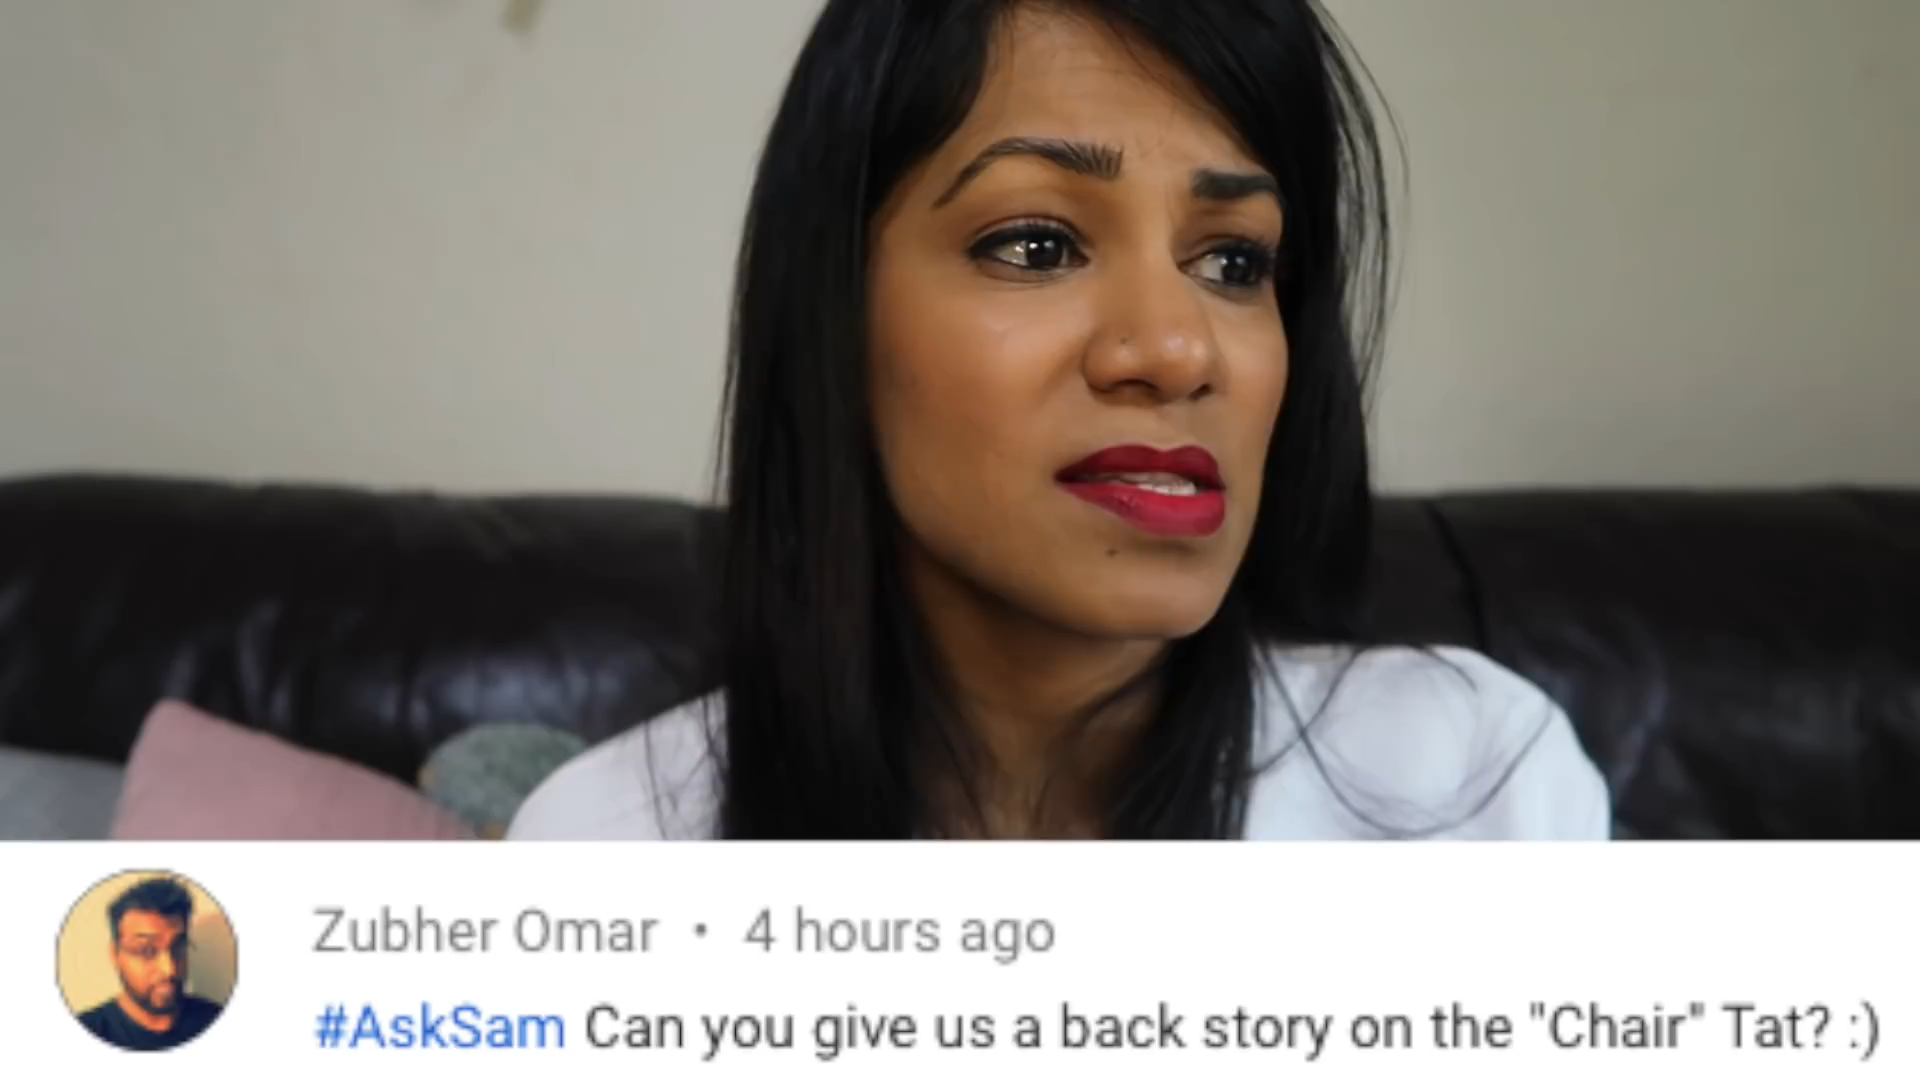 Zubher Omar • 4 hours ago
#AskSam Can you give us a back story on the "Chair" Tat? :)